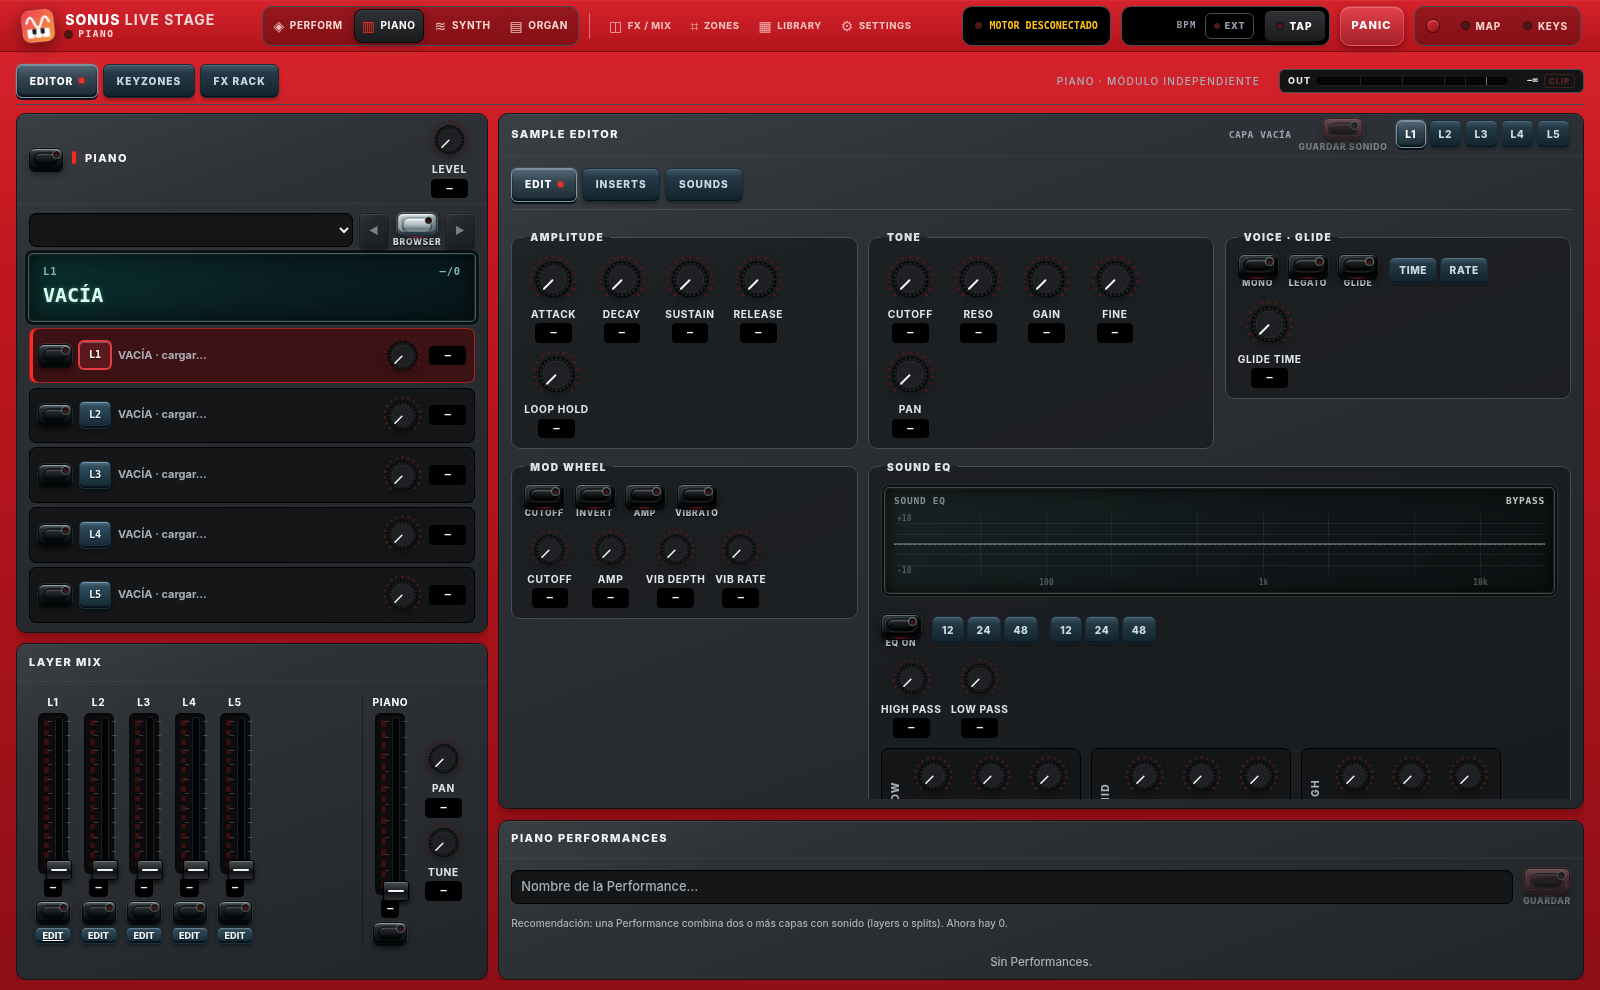 SONUS LIVE STAGE
PIANO
PERFORM
PIANO
SYNTH
ORGAN
FX / MIX
ZONES
LIBRARY
SETTINGS
MOTOR DESCONECTADO
BPM
EXT
TAP
PANIC
MAP
KEYS
EDITOR
KEYZONES
FX RACK
PIANO · MÓDULO INDEPENDIENTE
OUT
−∞
CLIP
PIANO
LEVEL
–
BROWSER
L1
—/0
VACÍA
L1 VACÍA · cargar... –
L2 VACÍA · cargar... –
L3 VACÍA · cargar... –
L4 VACÍA · cargar... –
L5 VACÍA · cargar... –
LAYER MIX
L1 L2 L3 L4 L5 PIANO
PAN
–
TUNE
–
– – – – – –
EDIT EDIT EDIT EDIT EDIT
SAMPLE EDITOR
CAPA VACÍA
GUARDAR SONIDO
L1 L2 L3 L4 L5
EDIT
INSERTS
SOUNDS
AMPLITUDE
ATTACK DECAY SUSTAIN RELEASE
– – – –
LOOP HOLD
–
TONE
CUTOFF RESO GAIN FINE
– – – –
PAN
–
VOICE · GLIDE
MONO LEGATO GLIDE TIME RATE
GLIDE TIME
–
MOD WHEEL
CUTOFF INVERT AMP VIBRATO
CUTOFF AMP VIB DEPTH VIB RATE
– – – –
SOUND EQ
SOUND EQ BYPASS
+18
-18
100 1k 10k
EQ ON 12 24 48 12 24 48
HIGH PASS LOW PASS
– –
PIANO PERFORMANCES
Nombre de la Performance...
GUARDAR
Recomendación: una Performance combina dos o más capas con sonido (layers o splits). Ahora hay 0.
Sin Performances.